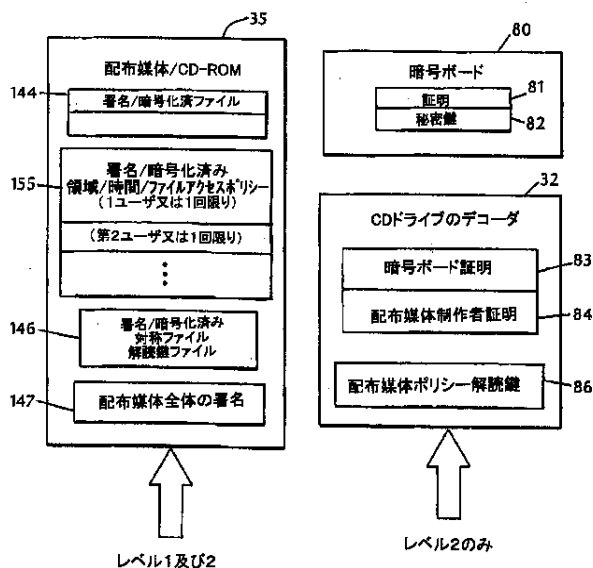 35
配布媒体/CD-ROM
144
署名/暗号化済ファイル
155
署名/暗号化済み
領域/時間/ファイルアクセスポリシー
(1ユーザ又は1回限り)
(第2ユーザ又は1回限り)
146
署名/暗号化済み
対称ファイル
解読鍵ファイル
147
配布媒体全体の署名
レベル1及び2
80
暗号ボード
81
証明
82
秘密鍵
32
CDドライブのデコーダ
暗号ボード証明
83
配布媒体制作者証明
84
配布媒体ポリシー解読鍵
86
レベル2のみ